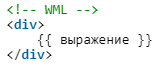 <!-- WML -->
<div>
    {{ выражение }}
</div>